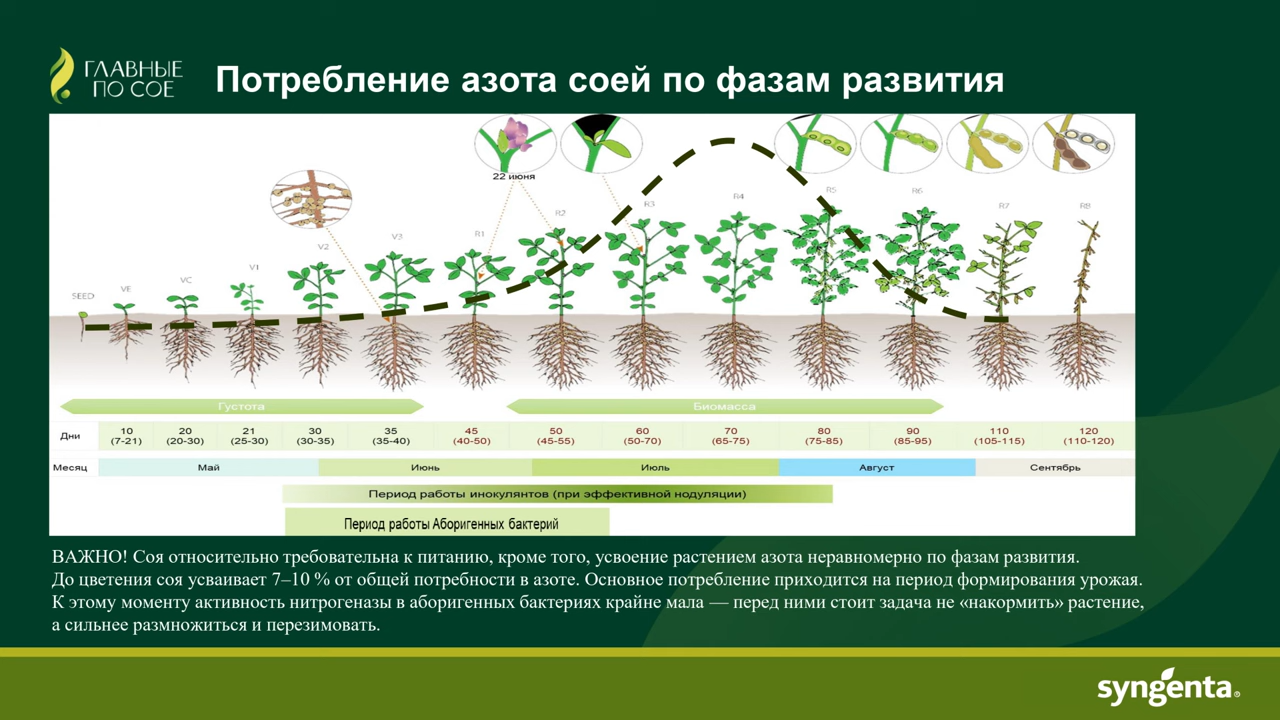 ГЛАВНЫЕ
ПО СОЕ
Потребление азота соей по фазам развития
22 июня
SEED
VE
VC
V1
V2
V3
R1
R2
R3
R4
R5
R6
R7
R8
Густота
Биомасса
Дни 10 20 21 30 35 45 50 60 70 80 90 110 120
(7-21) (20-30) (25-30) (30-35) (35-40) (40-50) (45-55) (50-70) (65-75) (75-85) (85-95) (105-115) (110-120)
Месяц Май Июнь Июль Август Сентябрь
Период работы инокулянтов (при эффективной нодуляции)
Период работы Аборигенных бактерий
ВАЖНО! Соя относительно требовательна к питанию, кроме того, усвоение растением азота неравномерно по фазам развития.
До цветения соя усваивает 7–10 % от общей потребности в азоте. Основное потребление приходится на период формирования урожая.
К этому моменту активность нитрогеназы в аборигенных бактериях крайне мала — перед ними стоит задача не «накормить» растение,
а сильнее размножиться и перезимовать.
syngenta®